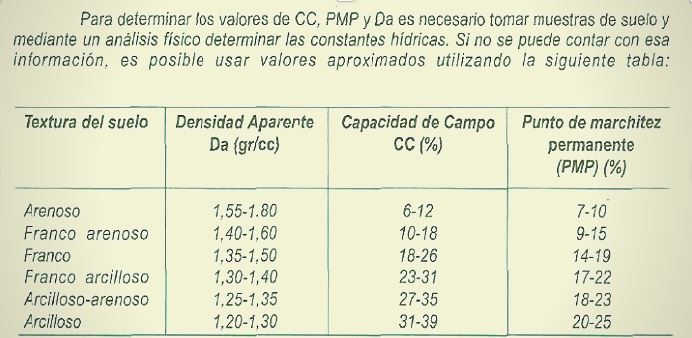 Para determinar los valores de CC, PMP y Da es necesario tomar muestras de suelo y
mediante un análisis físico determinar las constantes hídricas. Si no se puede contar con esa
información, es posible usar valores aproximados utilizando la siguiente tabla:
Textura del suelo Densidad Aparente Capacidad de Campo Punto de marchitez
Da (gr/cc) CC (%) permanente
(PMP) (%)
Arenoso 1,55-1.80 6-12 7-10
Franco arenoso 1,40-1,60 10-18 9-15
Franco 1,35-1,50 18-26 14-19
Franco arcilloso 1,30-1,40 23-31 17-22
Arcilloso-arenoso 1,25-1,35 27-35 18-23
Arcilloso 1,20-1,30 31-39 20-25